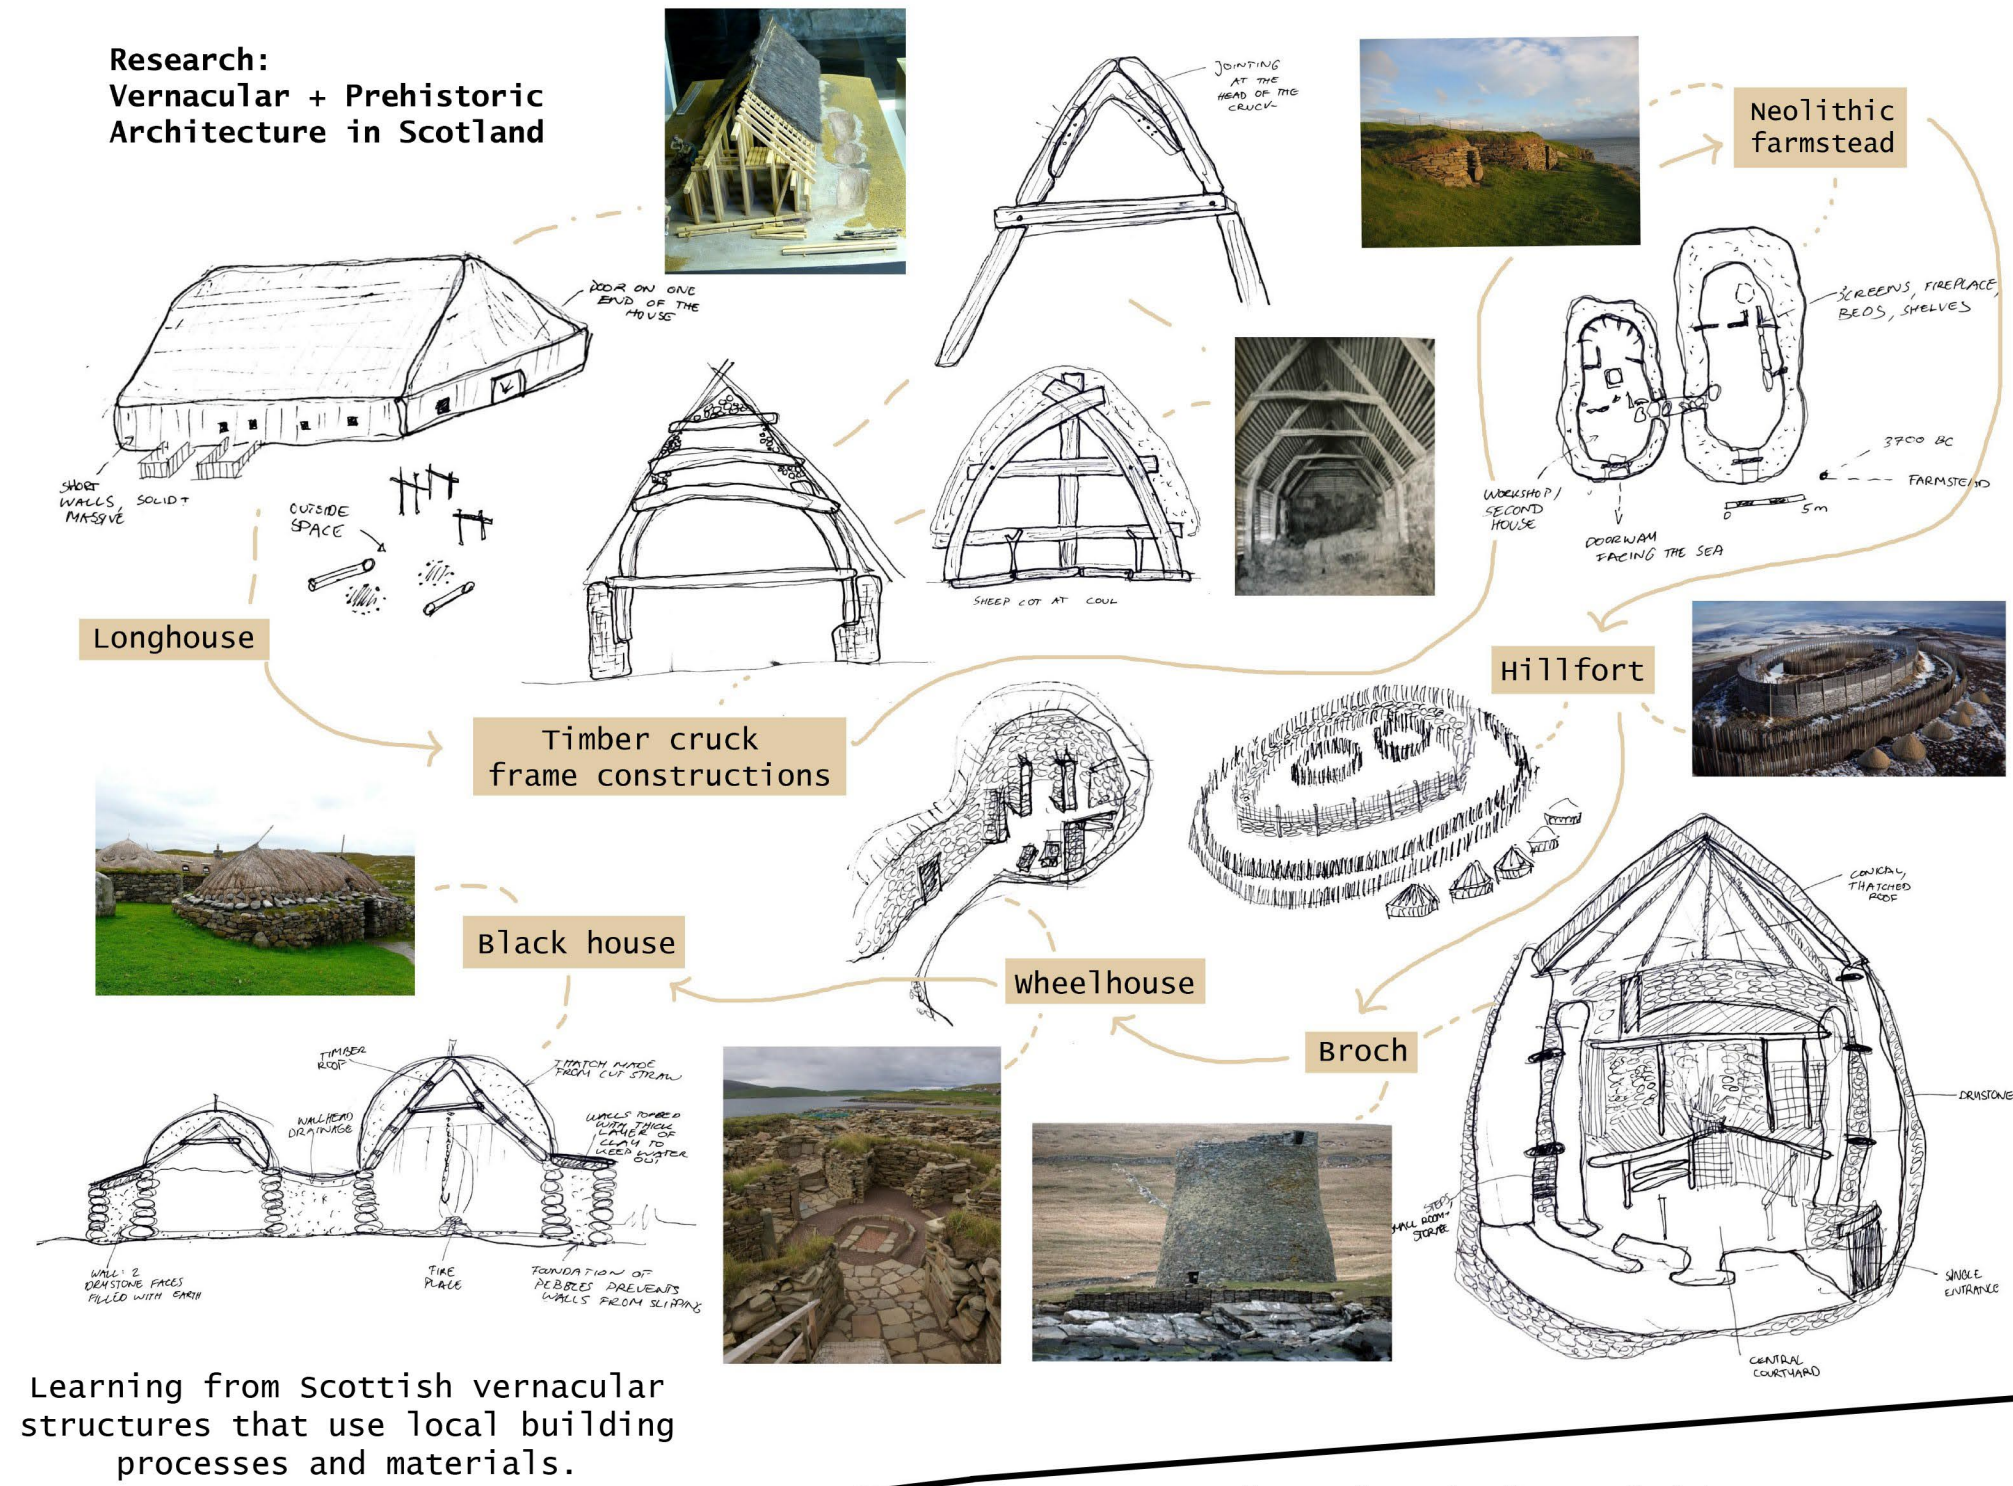 Research:
Vernacular + Prehistoric
Architecture in Scotland
JOINTING
AT THE
HEAD OF THE
CRUCK
Neolithic
farmstead
DOOR ON ONE
END OF THE
HOUSE
SCREENS, FIREPLACE,
BEDS, SHELVES
3700 BC
FARMSTEAD
0 5m
WORKSHOP/
SECOND
HOUSE
DOORWAY
FACING THE SEA
SHORT
WALLS, SOLID +
MASSIVE
OUTSIDE
SPACE
SHEEP COT AT COUL
Longhouse
Hillfort
Timber cruck
frame constructions
CONICAL,
THATCHED
ROOF
Black house
Wheelhouse
Broch
TIMBER
ROOF
THATCH MADE
FROM CUT STRAW
WALLHEAD
DRAINAGE
WALLS TOPPED
WITH THICK
LAYER OF
CLAY TO
KEEP WATER
OUT
DRYSTONE
STEPS,
SMALL ROOM +
STORAGE
WALL: 2
DRYSTONE FACES
FILLED WITH EARTH
FIRE
PLACE
FOUNDATION OF
PEBBLES PREVENTS
WALLS FROM SLIPPING
SINGLE
ENTRANCE
CENTRAL
COURTYARD
Learning from Scottish vernacular
structures that use local building
processes and materials.